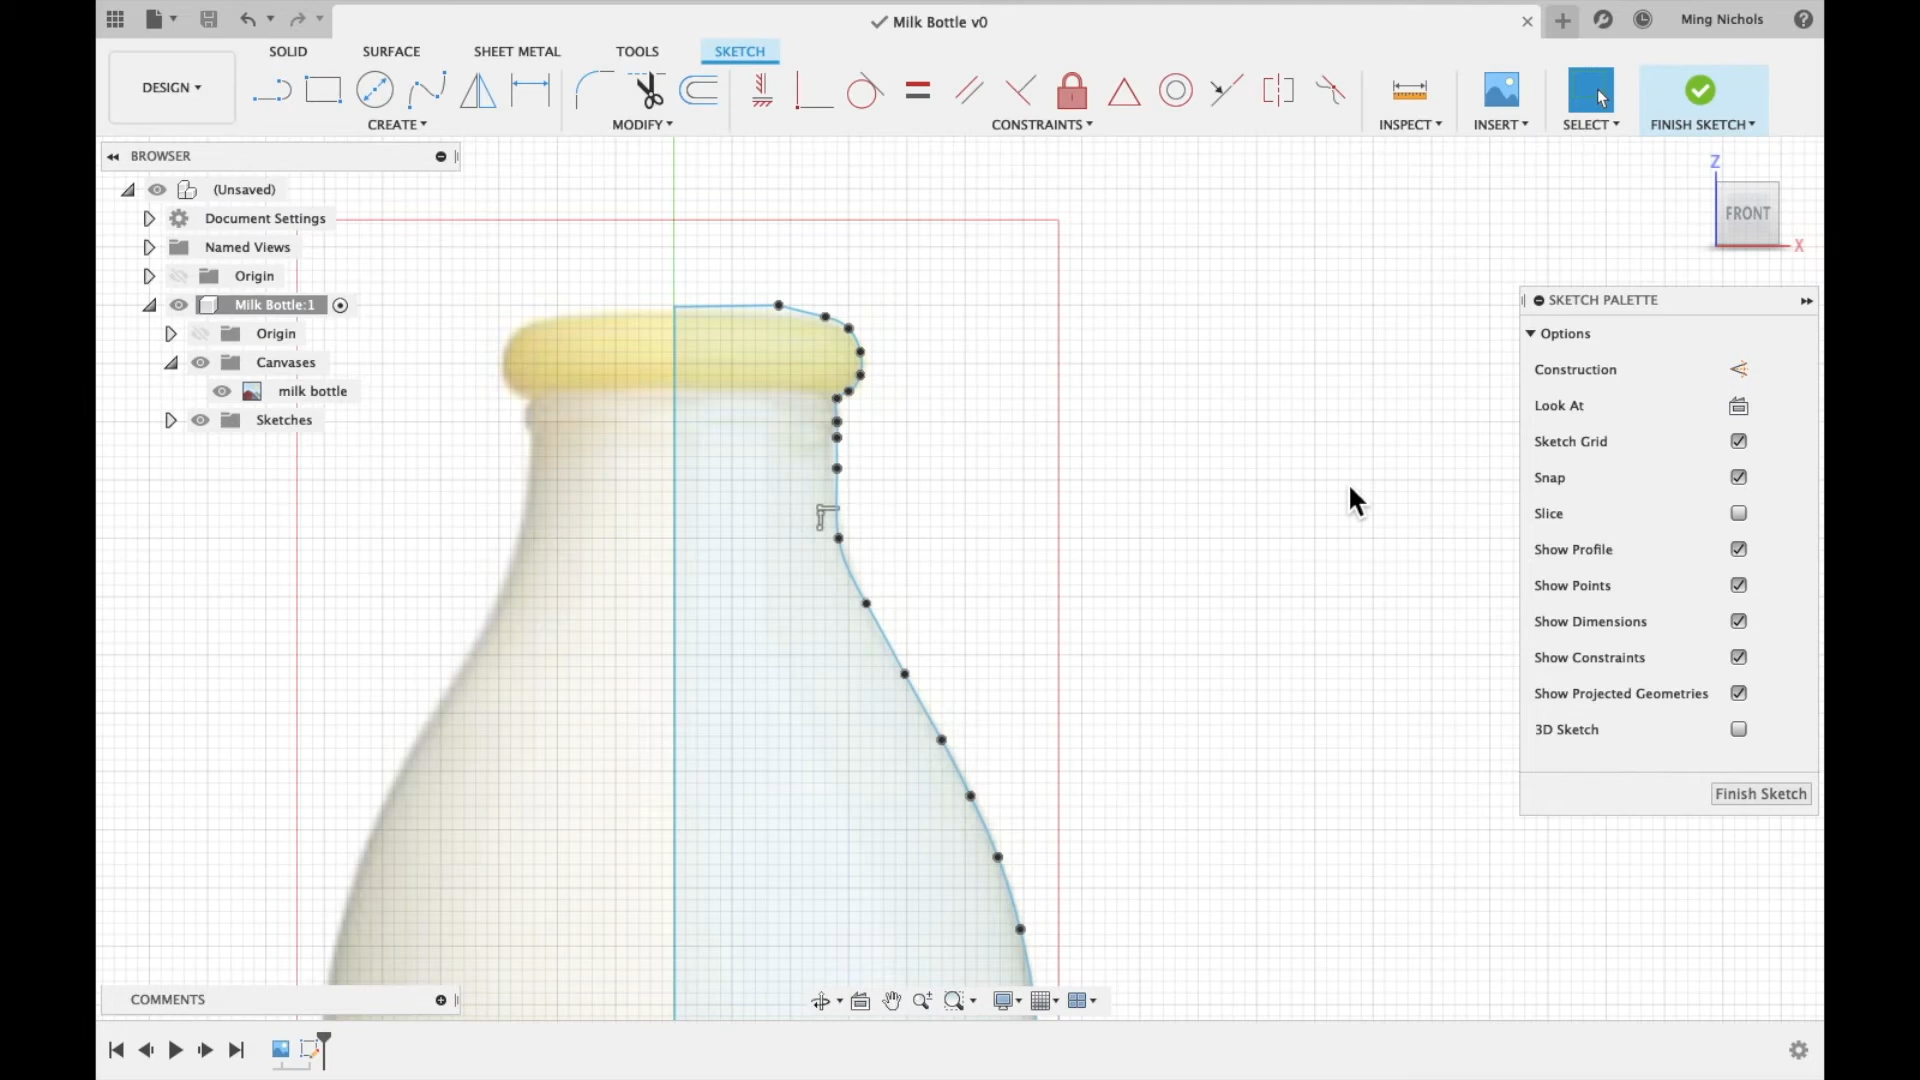 Milk Bottle v0
Ming Nichols
SOLID
SURFACE
SHEET METAL
TOOLS
SKETCH
DESIGN
CREATE
MODIFY
CONSTRAINTS
INSPECT
INSERT
SELECT
FINISH SKETCH
BROWSER
(Unsaved)
Document Settings
Named Views
Origin
Milk Bottle:1
Origin
Canvases
milk bottle
Sketches
Z
FRONT
X
SKETCH PALETTE
Options
Construction
Look At
Sketch Grid
Snap
Slice
Show Profile
Show Points
Show Dimensions
Show Constraints
Show Projected Geometries
3D Sketch
Finish Sketch
COMMENTS